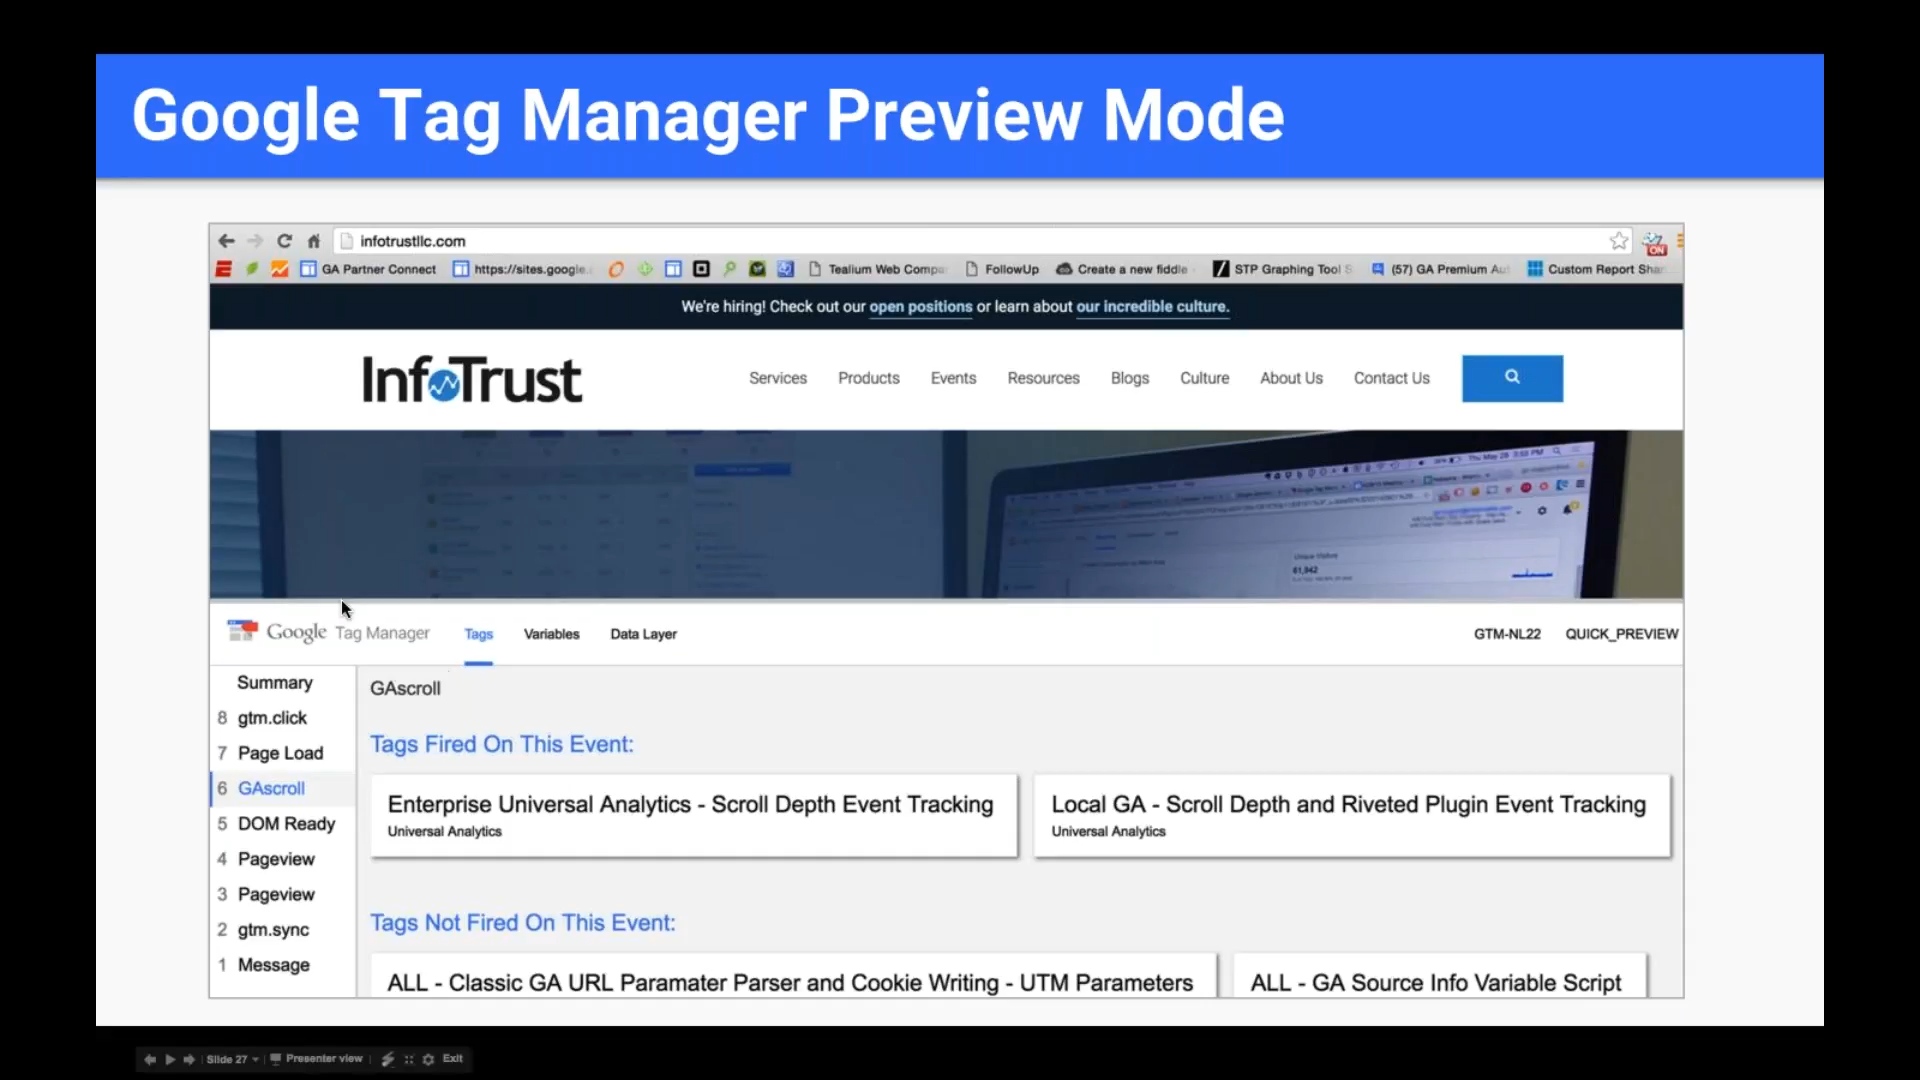 Google Tag Manager Preview Mode
infotrustllc.com
GA Partner Connect https://sites.google. Tealium Web Compa FollowUp Create a new fiddle STP Graphing Tool S (57) GA Premium Au Custom Report Shar
ON
We're hiring! Check out our open positions or learn about our incredible culture.
InfoTrust
Services Products Events Resources Blogs Culture About Us Contact Us
Unique Visitors
61,942
Google Tag Manager Tags Variables Data Layer GTM-NL22 QUICK_PREVIEW
Summary
8 gtm.click
7 Page Load
6 GAscroll
5 DOM Ready
4 Pageview
3 Pageview
2 gtm.sync
1 Message
GAscroll
Tags Fired On This Event:
Enterprise Universal Analytics - Scroll Depth Event Tracking
Universal Analytics
Local GA - Scroll Depth and Riveted Plugin Event Tracking
Universal Analytics
Tags Not Fired On This Event:
ALL - Classic GA URL Paramater Parser and Cookie Writing - UTM Parameters
ALL - GA Source Info Variable Script
Slide 27 Presenter view Exit